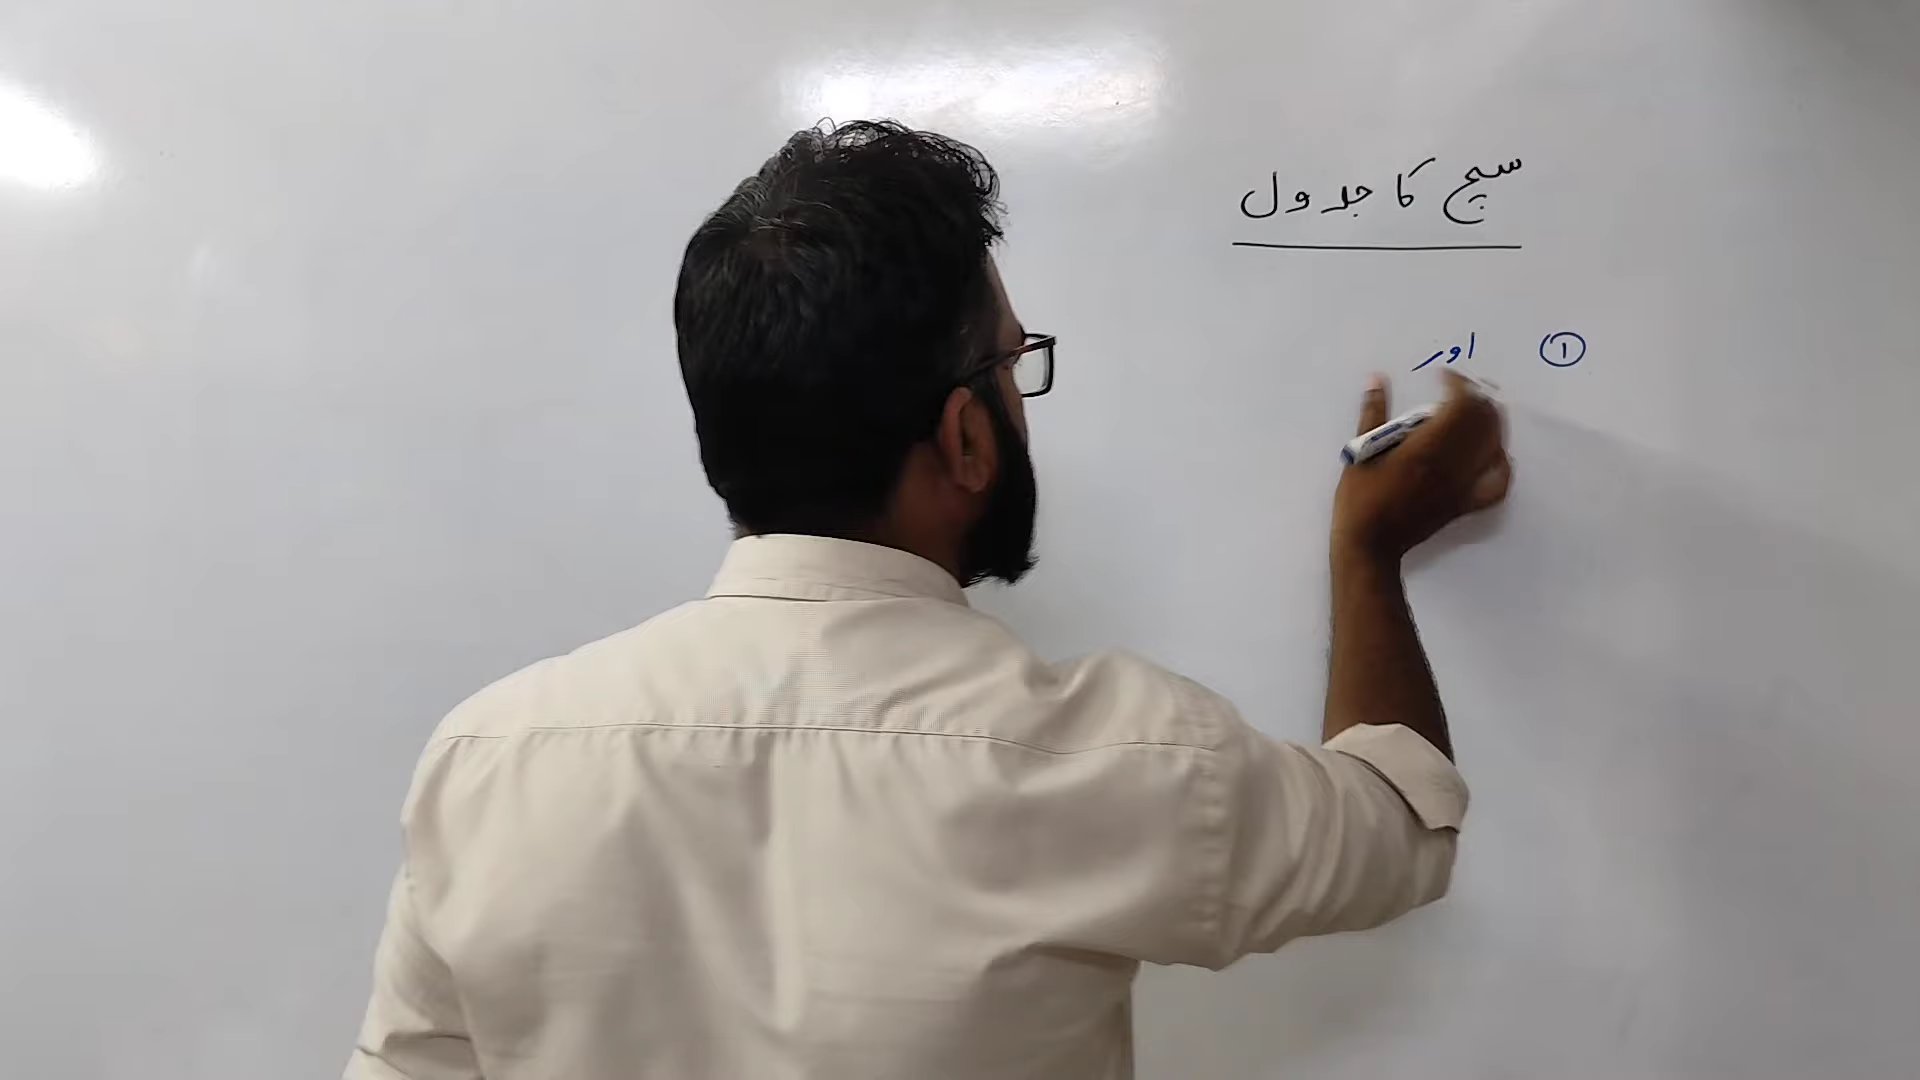 سچ کا جدول
① اور